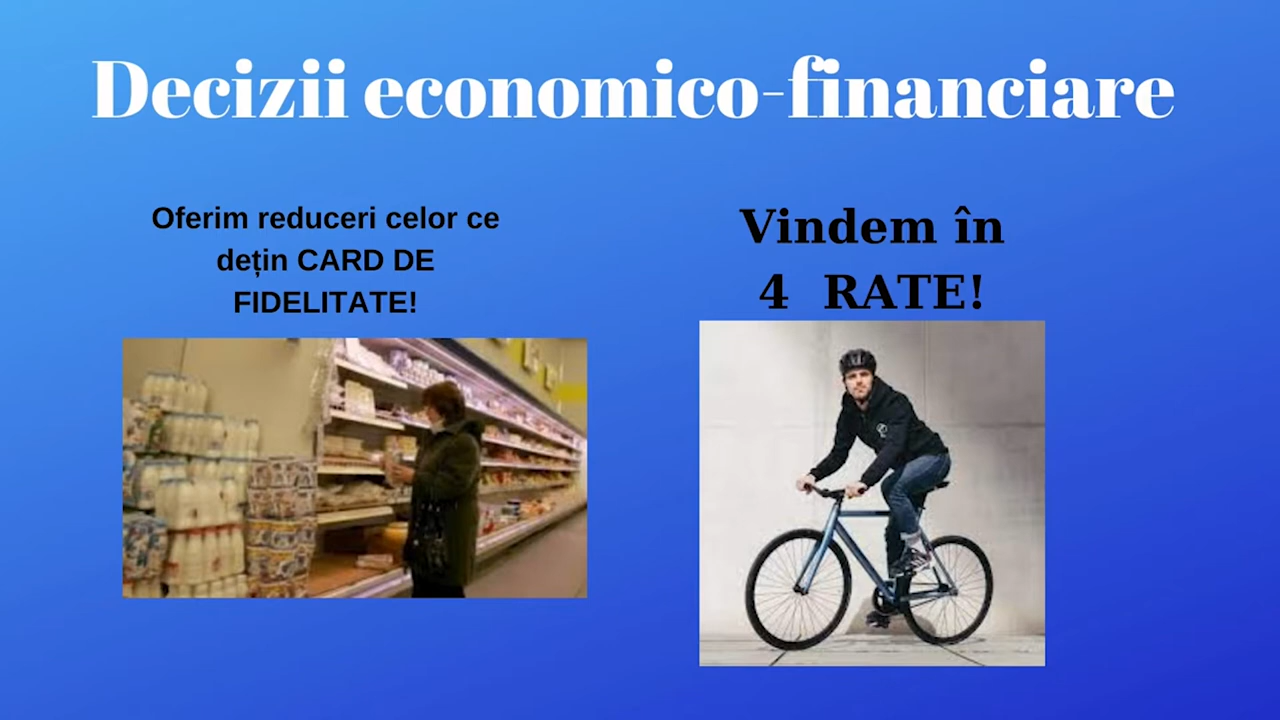 Decizii economico-financiare
Oferim reduceri celor ce
dețin CARD DE
FIDELITATE!
Vindem în
4 RATE!